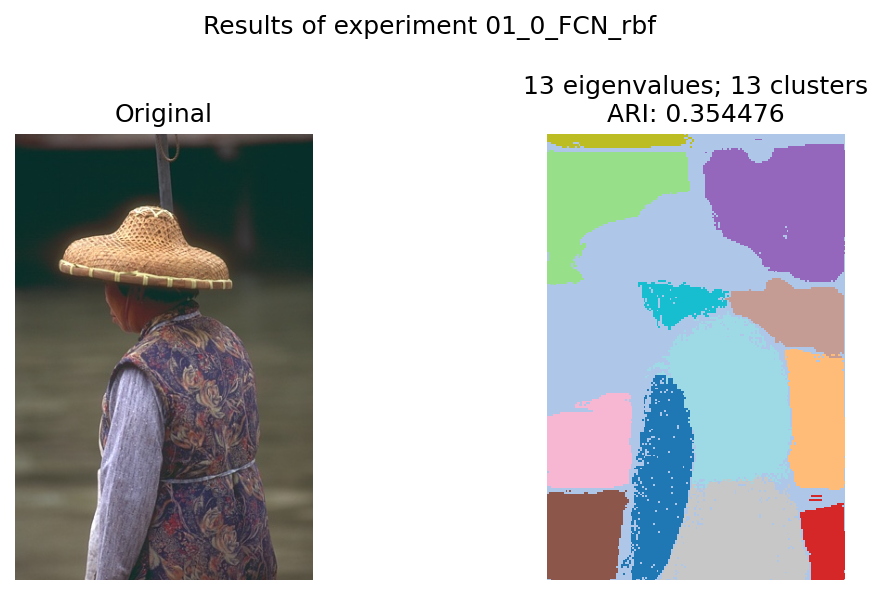 Results of experiment 01_0_FCN_rbf
Original
13 eigenvalues; 13 clusters
ARI: 0.354476